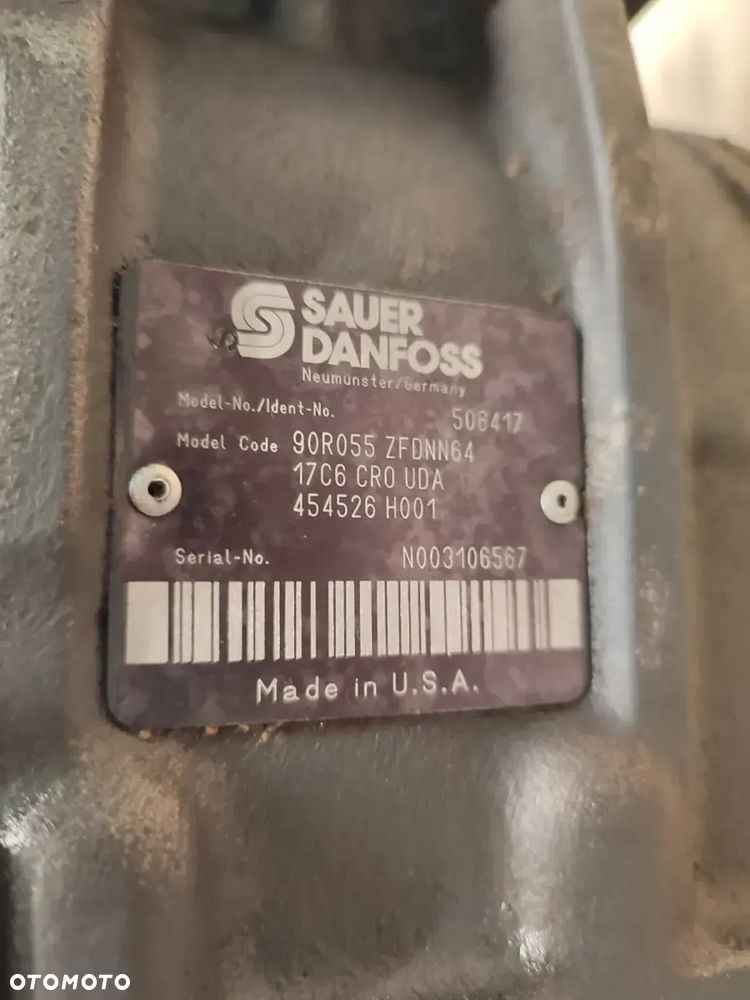 SAUER
DANFOSS
Neumünster/Germany
Model-No./Ident-No. 506417
Model Code 90R055 ZFDNN64
17C6 CR0 UDA
454526 H001
Serial-No. N003106567
Made in U.S.A.
OTOMOTO